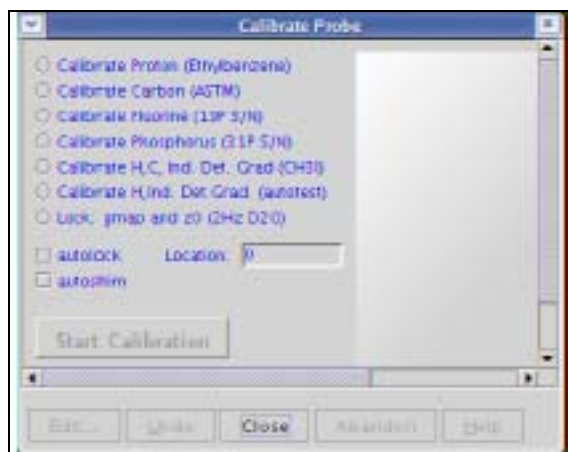 Calibrate Probe
Calibrate Proton (Ethylbenzene)
Calibrate Carbon (ASTM)
Calibrate Fluorine (19F S/N)
Calibrate Phosphorus (31P S/N)
Calibrate H,C, Ind. Det. Grad (CH3I)
Calibrate H,Ind. Det.Grad. (autotest)
Lock, gmap and z0 (2Hz D2O)
autolock Location: 0
autoshim
Start Calibration
Edit... Undo Close Abandon Help